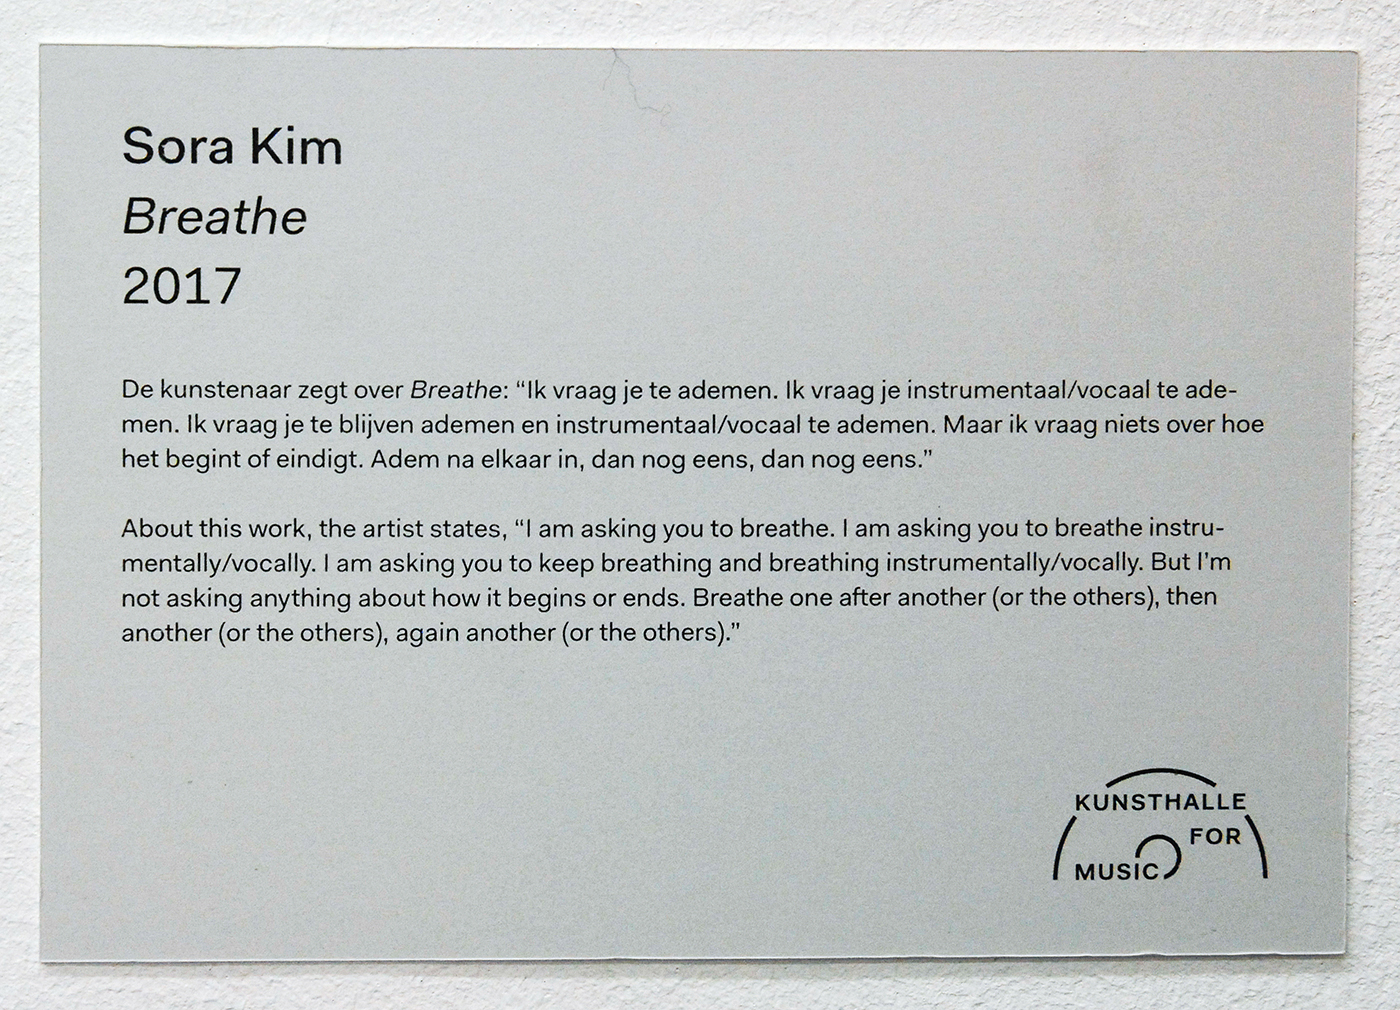 Sora Kim
Breathe
2017
De kunstenaar zegt over Breathe: “Ik vraag je te ademen. Ik vraag je instrumentaal/vocaal te ade-
men. Ik vraag je te blijven ademen en instrumentaal/vocaal te ademen. Maar ik vraag niets over hoe
het begint of eindigt. Adem na elkaar in, dan nog eens, dan nog eens.”
About this work, the artist states, “I am asking you to breathe. I am asking you to breathe instru-
mentally/vocally. I am asking you to keep breathing and breathing instrumentally/vocally. But I’m
not asking anything about how it begins or ends. Breathe one after another (or the others), then
another (or the others), again another (or the others).”
KUNSTHALLE
FOR
MUSIC